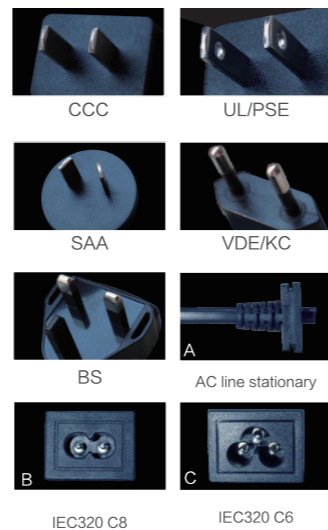 CCC
UL/PSE
SAA
VDE/KC
BS
A
AC line stationary
B
C
IEC320 C8
IEC320 C6